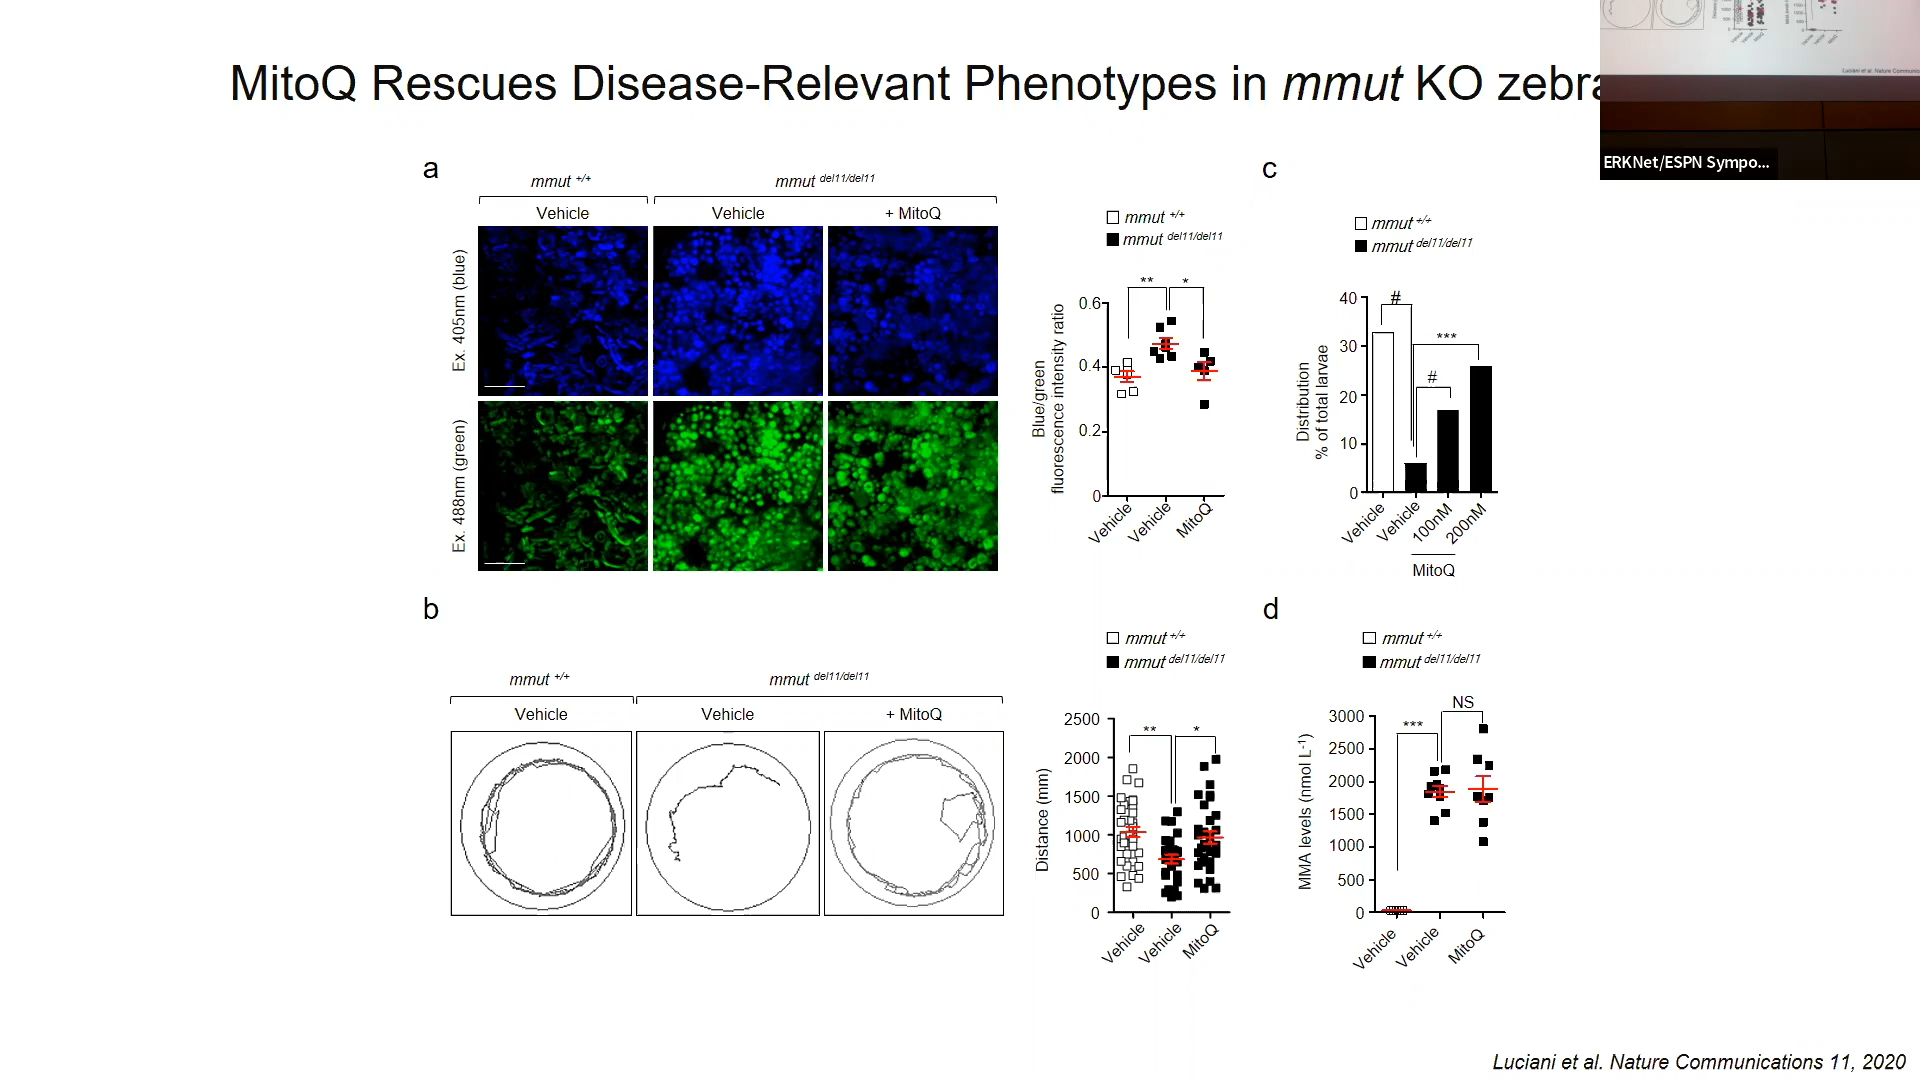 MitoQ Rescues Disease-Relevant Phenotypes in mmut KO zebra
ERKNet/ESPN Sympo...
a
mmut +/+
mmut del11/del11
Vehicle
Vehicle
+ MitoQ
Ex. 405nm (blue)
Ex. 488nm (green)
mmut +/+
mmut del11/del11
** *
Blue/green
fluorescence intensity ratio
0.6
0.4
0.2
0
Vehicle
Vehicle
MitoQ
c
mmut +/+
mmut del11/del11
#
***
#
Distribution
% of total larvae
40
30
20
10
0
Vehicle
Vehicle
100nM
200nM
MitoQ
b
mmut +/+
mmut del11/del11
Vehicle
Vehicle
+ MitoQ
mmut +/+
mmut del11/del11
** *
Distance (mm)
2500
2000
1500
1000
500
0
Vehicle
Vehicle
MitoQ
d
mmut +/+
mmut del11/del11
NS
***
MMA levels (nmol L-1)
3000
2500
2000
1500
1000
500
0
Vehicle
Vehicle
MitoQ
Luciani et al. Nature Communications 11, 2020